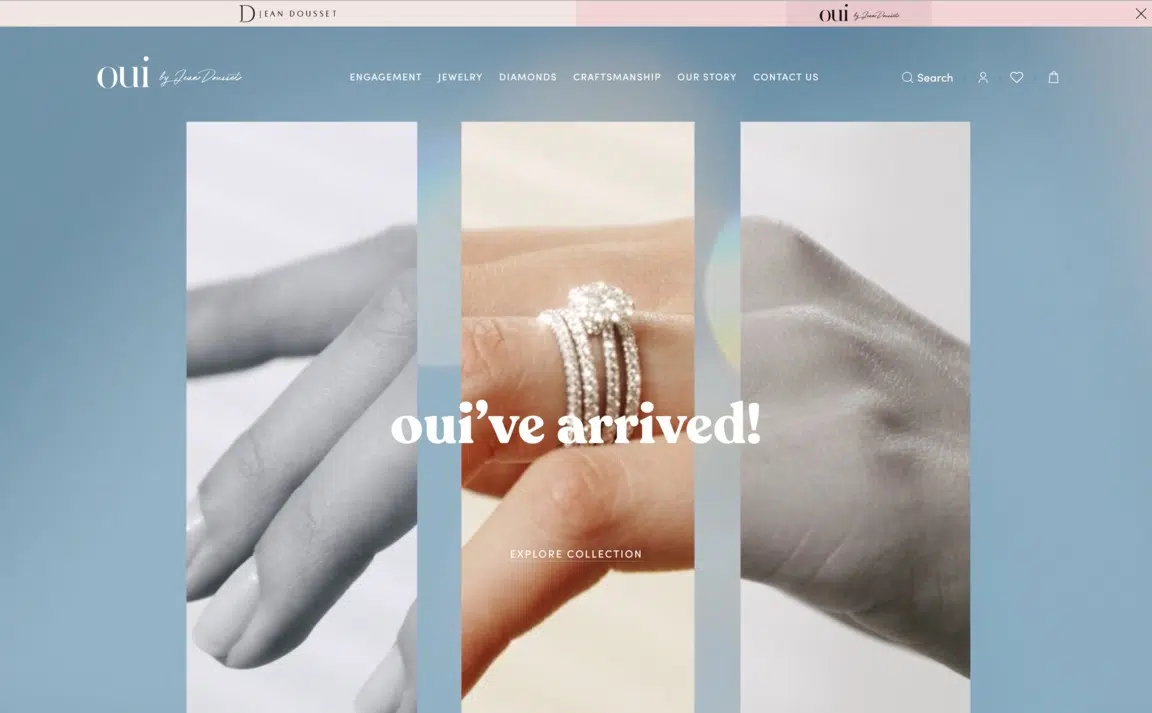 JEAN DOUSSET
oui by Jean Dousset
oui by Jean Dousset
ENGAGEMENT JEWELRY DIAMONDS CRAFTSMANSHIP OUR STORY CONTACT US
Search
oui’ve arrived!
EXPLORE COLLECTION